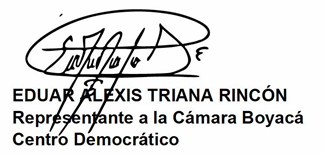 EDUAR ALEXIS TRIANA RINCÓN
Representante a la Cámara Boyacá
Centro Democrático